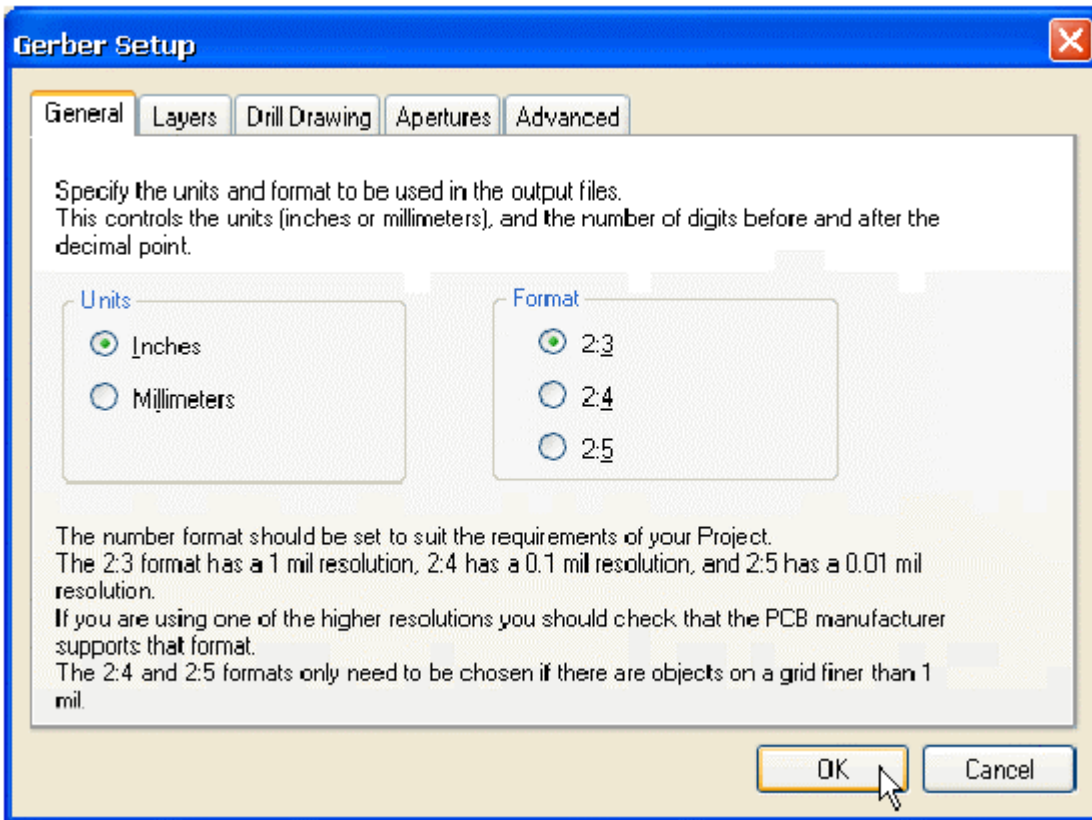 Gerber Setup
General
Layers
Drill Drawing
Apertures
Advanced
Specify the units and format to be used in the output files.
This controls the units (inches or millimeters), and the number of digits before and after the
decimal point.
Units
Inches
Millimeters
Format
2:3
2:4
2:5
The number format should be set to suit the requirements of your Project.
The 2:3 format has a 1 mil resolution, 2:4 has a 0.1 mil resolution, and 2:5 has a 0.01 mil
resolution.
If you are using one of the higher resolutions you should check that the PCB manufacturer
supports that format.
The 2:4 and 2:5 formats only need to be chosen if there are objects on a grid finer than 1
mil.
OK
Cancel